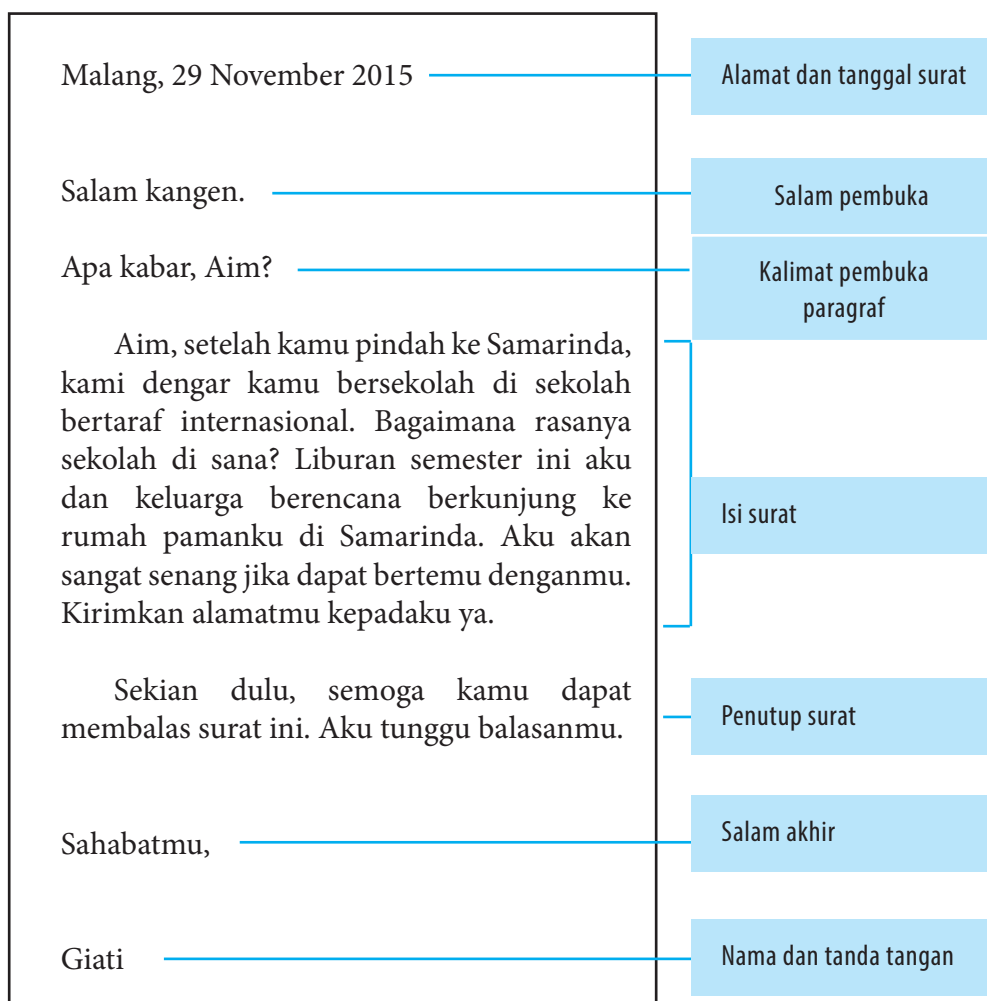 Malang, 29 November 2015
Alamat dan tanggal surat
Salam kangen.
Salam pembuka
Apa kabar, Aim?
Kalimat pembuka
paragraf
Aim, setelah kamu pindah ke Samarinda,
kami dengar kamu bersekolah di sekolah
bertaraf internasional. Bagaimana rasanya
sekolah di sana? Liburan semester ini aku
dan keluarga berencana berkunjung ke
rumah pamanku di Samarinda. Aku akan
sangat senang jika dapat bertemu denganmu.
Kirimkan alamatmu kepadaku ya.
Isi surat
Sekian dulu, semoga kamu dapat
membalas surat ini. Aku tunggu balasanmu.
Penutup surat
Sahabatmu,
Salam akhir
Giati
Nama dan tanda tangan